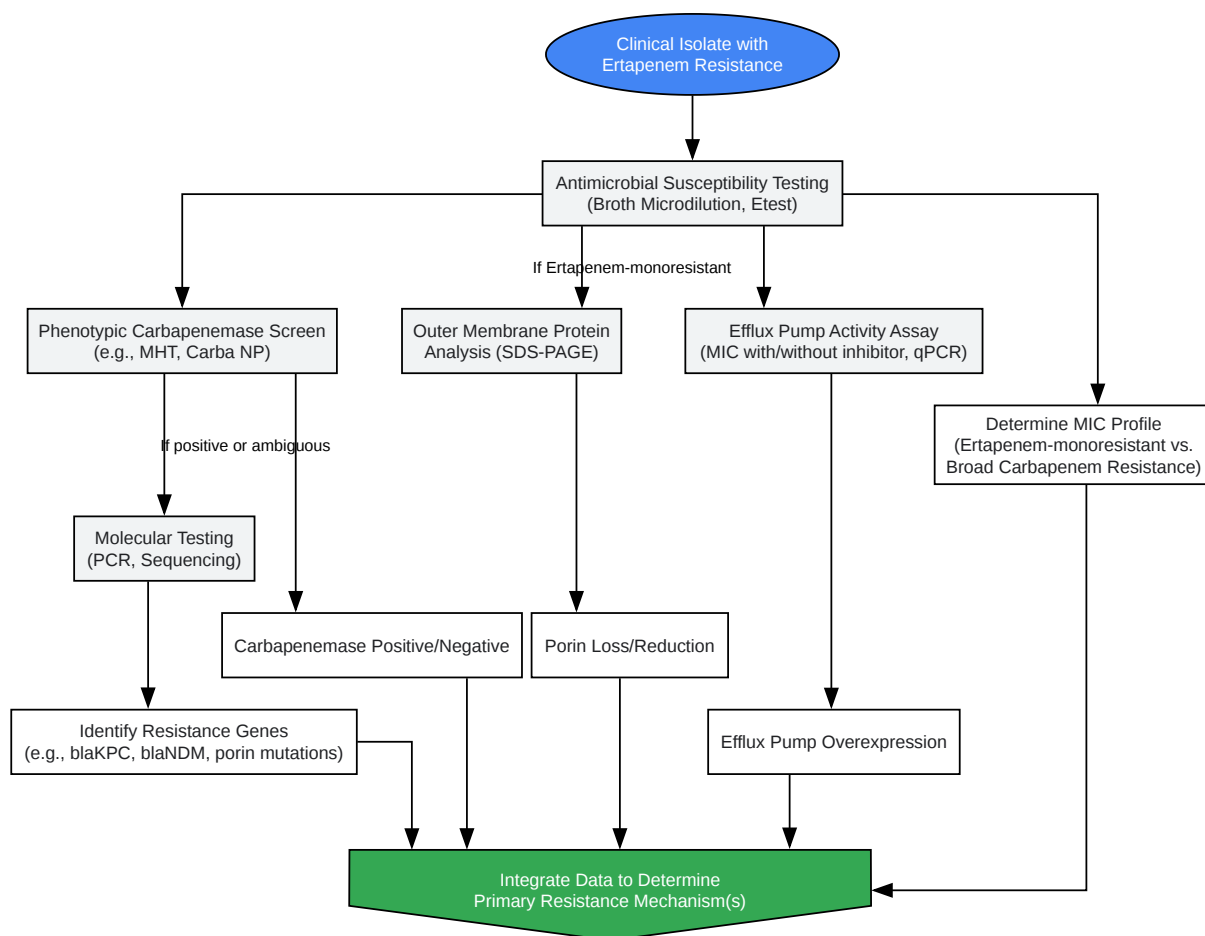 Clinical Isolate with
Ertapenem Resistance
Antimicrobial Susceptibility Testing
(Broth Microdilution, Etest)
If Ertapenem-monoresistant
Phenotypic Carbapenemase Screen
(e.g., MHT, Carba NP)
Outer Membrane Protein
Analysis (SDS-PAGE)
Efflux Pump Activity Assay
(MIC with/without inhibitor, qPCR)
Determine MIC Profile
(Ertapenem-monoresistant vs.
Broad Carbapenem Resistance)
If positive or ambiguous
Molecular Testing
(PCR, Sequencing)
Carbapenemase Positive/Negative
Porin Loss/Reduction
Identify Resistance Genes
(e.g., blaKPC, blaNDM, porin mutations)
Efflux Pump Overexpression
Integrate Data to Determine
Primary Resistance Mechanism(s)